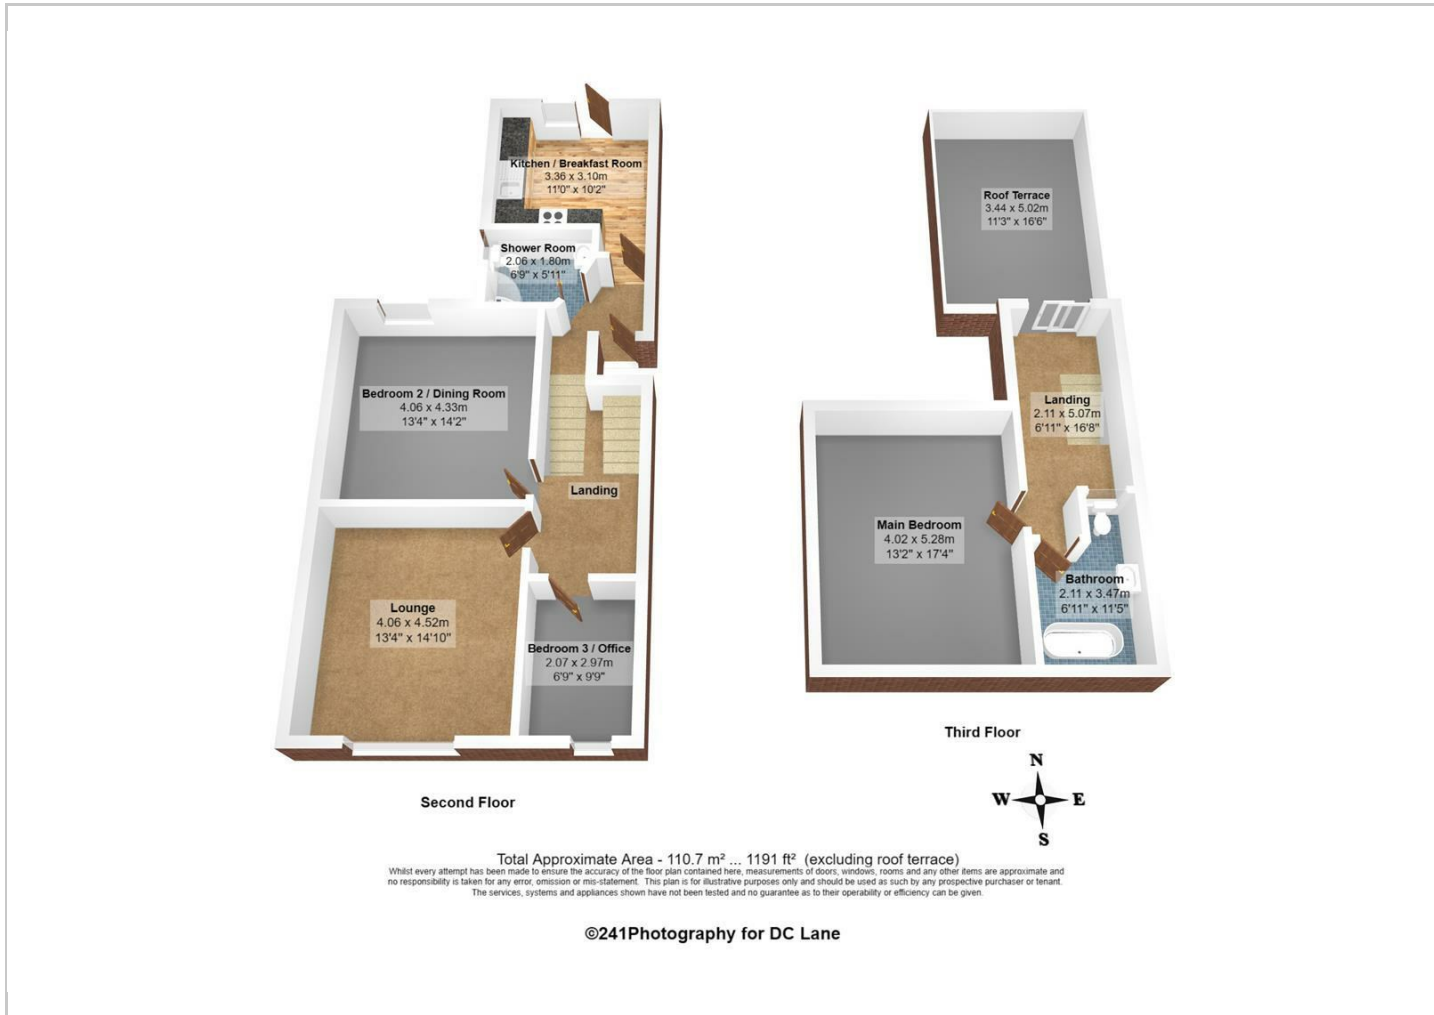 Kitchen / Breakfast Room
3.36 x 3.10m
11'0" x 10'2"
Shower Room
2.06 x 1.80m
6'9" x 5'11"
Bedroom 2 / Dining Room
4.06 x 4.33m
13'4" x 14'2"
Landing
Lounge
4.06 x 4.52m
13'4" x 14'10"
Bedroom 3 / Office
2.07 x 2.97m
6'9" x 9'9"
Second Floor
Roof Terrace
3.44 x 5.02m
11'3" x 16'6"
Landing
2.11 x 5.07m
6'11" x 16'8"
Main Bedroom
4.02 x 5.28m
13'2" x 17'4"
Bathroom
2.11 x 3.47m
6'11" x 11'5"
Third Floor
N
W E
S
Total Approximate Area - 110.7 m² ... 1191 ft² (excluding roof terrace)
Whilst every attempt has been made to ensure the accuracy of the floor plan contained here, measurements of doors, windows, rooms and any other items are approximate and
no responsibility is taken for any error, omission or mis-statement. This plan is for illustrative purposes only and should be used as such by any prospective purchaser or tenant.
The services, systems and appliances shown have not been tested and no guarantee as to their operability or efficiency can be given.
©241Photography for DC Lane